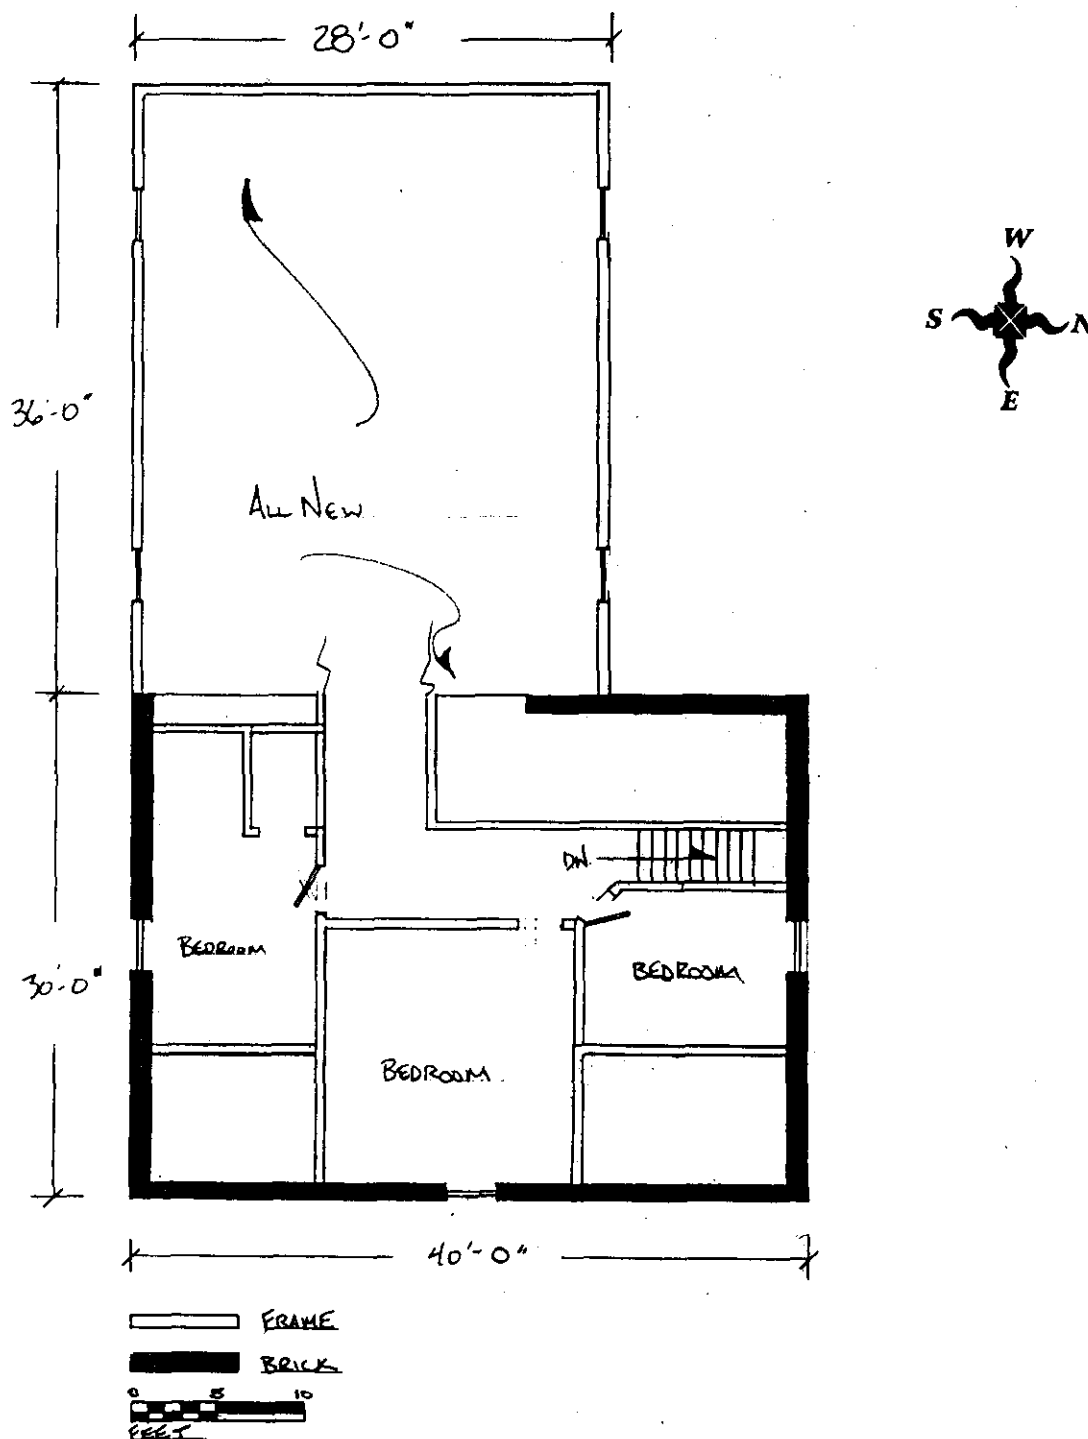 28'-0"
W
S N
E
36'-0"
ALL NEW
DN.
BEDROOM
BEDROOM
30'-0"
BEDROOM
40'-0"
FRAME
BRICK
0 5 10
FEET